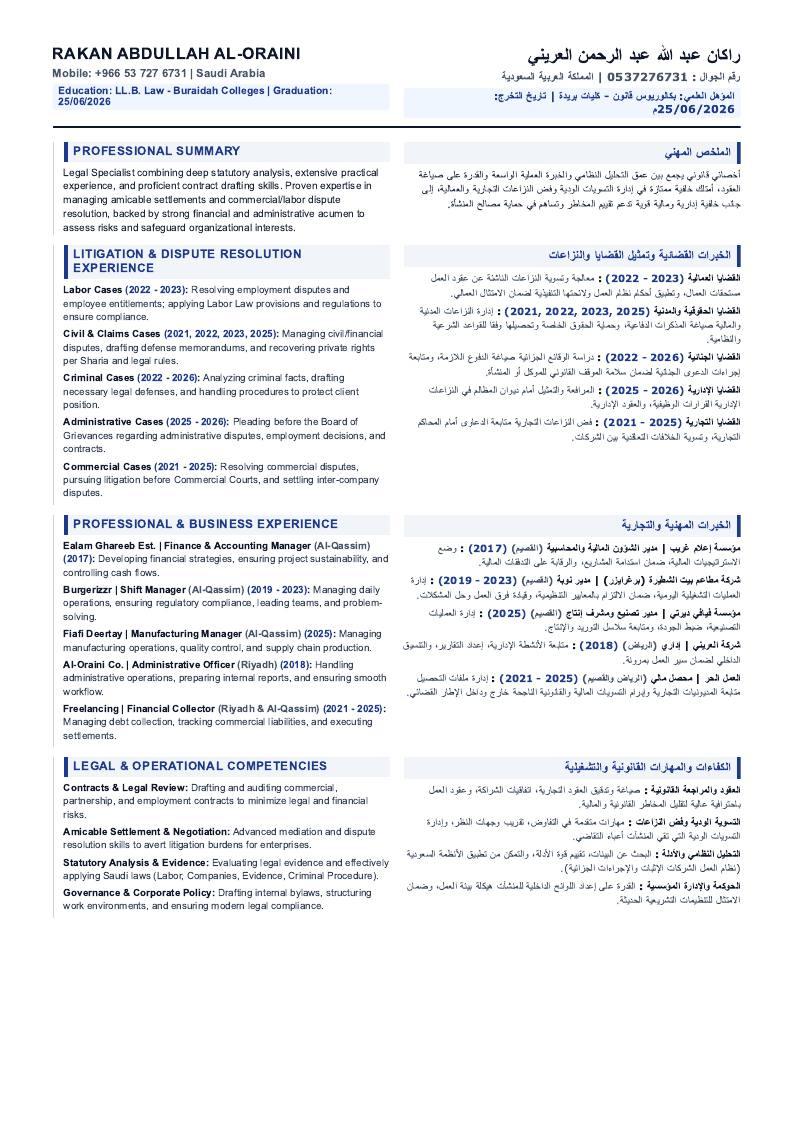 RAKAN ABDULLAH AL-ORAINI
Mobile: +966 53 727 6731 | Saudi Arabia
Education: LL.B. Law - Buraidah Colleges | Graduation:
25/06/2026
راكان عبد الله عبد الرحمن العريني
رقم الجوال : 0537276731 | المملكة العربية السعودية
المؤهل العلمي: بكالوريوس قانون - كليات بريدة | تاريخ التخرج:
25/06/2026م
PROFESSIONAL SUMMARY
Legal Specialist combining deep statutory analysis, extensive practical
experience, and proficient contract drafting skills. Proven expertise in
managing amicable settlements and commercial/labor dispute
resolution, backed by strong financial and administrative acumen to
assess risks and safeguard organizational interests.
الملخص المهني
أخصائي قانوني يجمع بين عمق التحليل النظامي والخبرة العملية الواسعة والقدرة على صياغة
العقود، أمتلك خلفية ممتازة في إدارة التسويات الودية وفض النزاعات التجارية والعمالية، إلى
جانب خلفية إدارية ومالية قوية تدعم تقييم المخاطر وتساهم في حماية مصالح المنشأة.
LITIGATION & DISPUTE RESOLUTION
EXPERIENCE
Labor Cases (2022 - 2023): Resolving employment disputes and
employee entitlements; applying Labor Law provisions and regulations to
ensure compliance.
Civil & Claims Cases (2021, 2022, 2023, 2025): Managing civil/financial
disputes, drafting defense memorandums, and recovering private rights
per Sharia and legal rules.
Criminal Cases (2022 - 2026): Analyzing criminal facts, drafting
necessary legal defenses, and handling procedures to protect client
position.
Administrative Cases (2025 - 2026): Pleading before the Board of
Grievances regarding administrative disputes, employment decisions, and
contracts.
Commercial Cases (2021 - 2025): Resolving commercial disputes,
pursuing litigation before Commercial Courts, and settling inter-company
disputes.
الخبرات القضائية وتمثيل القضايا والنزاعات
القضايا العمالية (2022 - 2023) : معالجة وتسوية النزاعات الناشئة عن عقود العمل
مستحقات العمال، وتطبيق أحكام نظام العمل ولائحتها التنفيذية لضمان الامتثال العمالي.
القضايا الحقوقية والمدنية (2021, 2022, 2023, 2025) : إدارة النزاعات المدنية
والمالية صياغة المذكرات الدفاعية، وحماية الحقوق الخاصة وتحصيلها وفقا للقواعد الشرعية
والنظامية.
القضايا الجنائية (2022 - 2026) : دراسة الوقائع الجزائية صياغة الدفوع اللازمة، ومتابعة
إجراءات الدعوى الجنائية لضمان سلامة الموقف القانوني للموكل أو المنشأة.
القضايا الإدارية (2025 - 2026) : المرافعة والتمثيل أمام ديوان المظالم في النزاعات
الإدارية القرارات الوظيفية، والعقود الإدارية.
القضايا التجارية (2021 - 2025) : فض النزاعات التجارية متابعة الدعاوى أمام المحاكم
التجارية، وتسوية الخلافات التعاقدية بين الشركات.
PROFESSIONAL & BUSINESS EXPERIENCE
Ealam Ghareeb Est. | Finance & Accounting Manager (Al-Qassim)
(2017): Developing financial strategies, ensuring project sustainability, and
controlling cash flows.
Burgerizzr | Shift Manager (Al-Qassim) (2019 - 2023): Managing daily
operations, ensuring regulatory compliance, leading teams, and problem-
solving.
Fiafi Deertay | Manufacturing Manager (Al-Qassim) (2025): Managing
manufacturing operations, quality control, and supply chain production.
Al-Oraini Co. | Administrative Officer (Riyadh) (2018): Handling
administrative operations, preparing internal reports, and ensuring smooth
workflow.
Freelancing | Financial Collector (Riyadh & Al-Qassim) (2021 - 2025):
Managing debt collection, tracking commercial liabilities, and executing
settlements.
الخبرات المهنية والتجارية
مؤسسة إعلام غريب | مدير الشؤون المالية والمحاسبية (القصيم) (2017) : وضع
الاستراتيجيات المالية، ضمان استدامة المشاريع، والرقابة على التدفقات المالية.
شركة مطاعم بيت الشطيرة (برغرايزر) | مدير نوبة (القصيم) (2019 - 2023) : إدارة
العمليات التشغيلية اليومية، ضمان الالتزام بالمعايير التنظيمية، وقيادة فرق العمل وحل المشكلات.
مؤسسة فيافي ديرتي | مدير تصنيع ومشرف إنتاج (القصيم) (2025) : إدارة العمليات
التصنيعية، ضبط الجودة، ومتابعة سلاسل التوريد والإنتاج.
شركة العريني | إداري (الرياض) (2018) : متابعة الأنشطة الإدارية، إعداد التقارير، والتنسيق
الداخلي لضمان سير العمل بمرونة.
العمل الحر | محصل مالي (الرياض والقصيم) (2021 - 2025) : إدارة ملفات التحصيل
متابعة المديونيات التجارية وإبرام التسويات المالية والقانونية الناجحة خارج وداخل الإطار القضائي.
LEGAL & OPERATIONAL COMPETENCIES
Contracts & Legal Review: Drafting and auditing commercial,
partnership, and employment contracts to minimize legal and financial
risks.
Amicable Settlement & Negotiation: Advanced mediation and dispute
resolution skills to avert litigation burdens for enterprises.
Statutory Analysis & Evidence: Evaluating legal evidence and effectively
applying Saudi laws (Labor, Companies, Evidence, Criminal Procedure).
Governance & Corporate Policy: Drafting internal bylaws, structuring
work environments, and ensuring modern legal compliance.
الكفاءات والمهارات القانونية والتشغيلية
العقود والمراجعة القانونية : صياغة وتدقيق العقود التجارية، اتفاقيات الشراكة، وعقود العمل
باحترافية عالية لتقليل المخاطر القانونية والمالية.
التسوية الودية وفض النزاعات : مهارات متقدمة في التفاوض، تقريب وجهات النظر، وإدارة
التسويات الودية التي تقي المنشآت أعباء التقاضي.
التحليل النظامي والأدلة : البحث عن البينات، تقييم قوة الأدلة، والتمكن من تطبيق الأنظمة السعودية
(نظام العمل الشركات الإثبات والإجراءات الجزائية).
الحوكمة والإدارة المؤسسية : القدرة على إعداد اللوائح الداخلية للمنشآت هيكلة بيئة العمل، وضمان
الامتثال للتنظيمات التشريعية الحديثة.